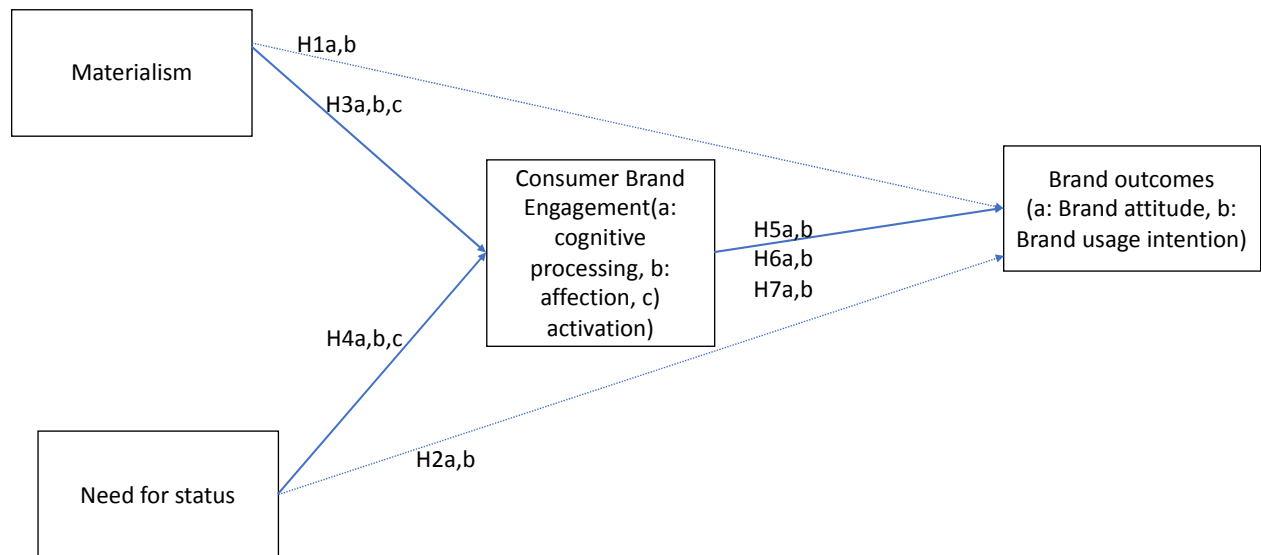 H1a,b
Materialism
H3a,b,c
Consumer Brand
Engagement(a:
cognitive
processing, b:
affection, c)
activation)
Brand outcomes
(a: Brand attitude, b:
Brand usage intention)
H5a,b
H6a,b
H7a,b
H4a,b,c
H2a,b
Need for status